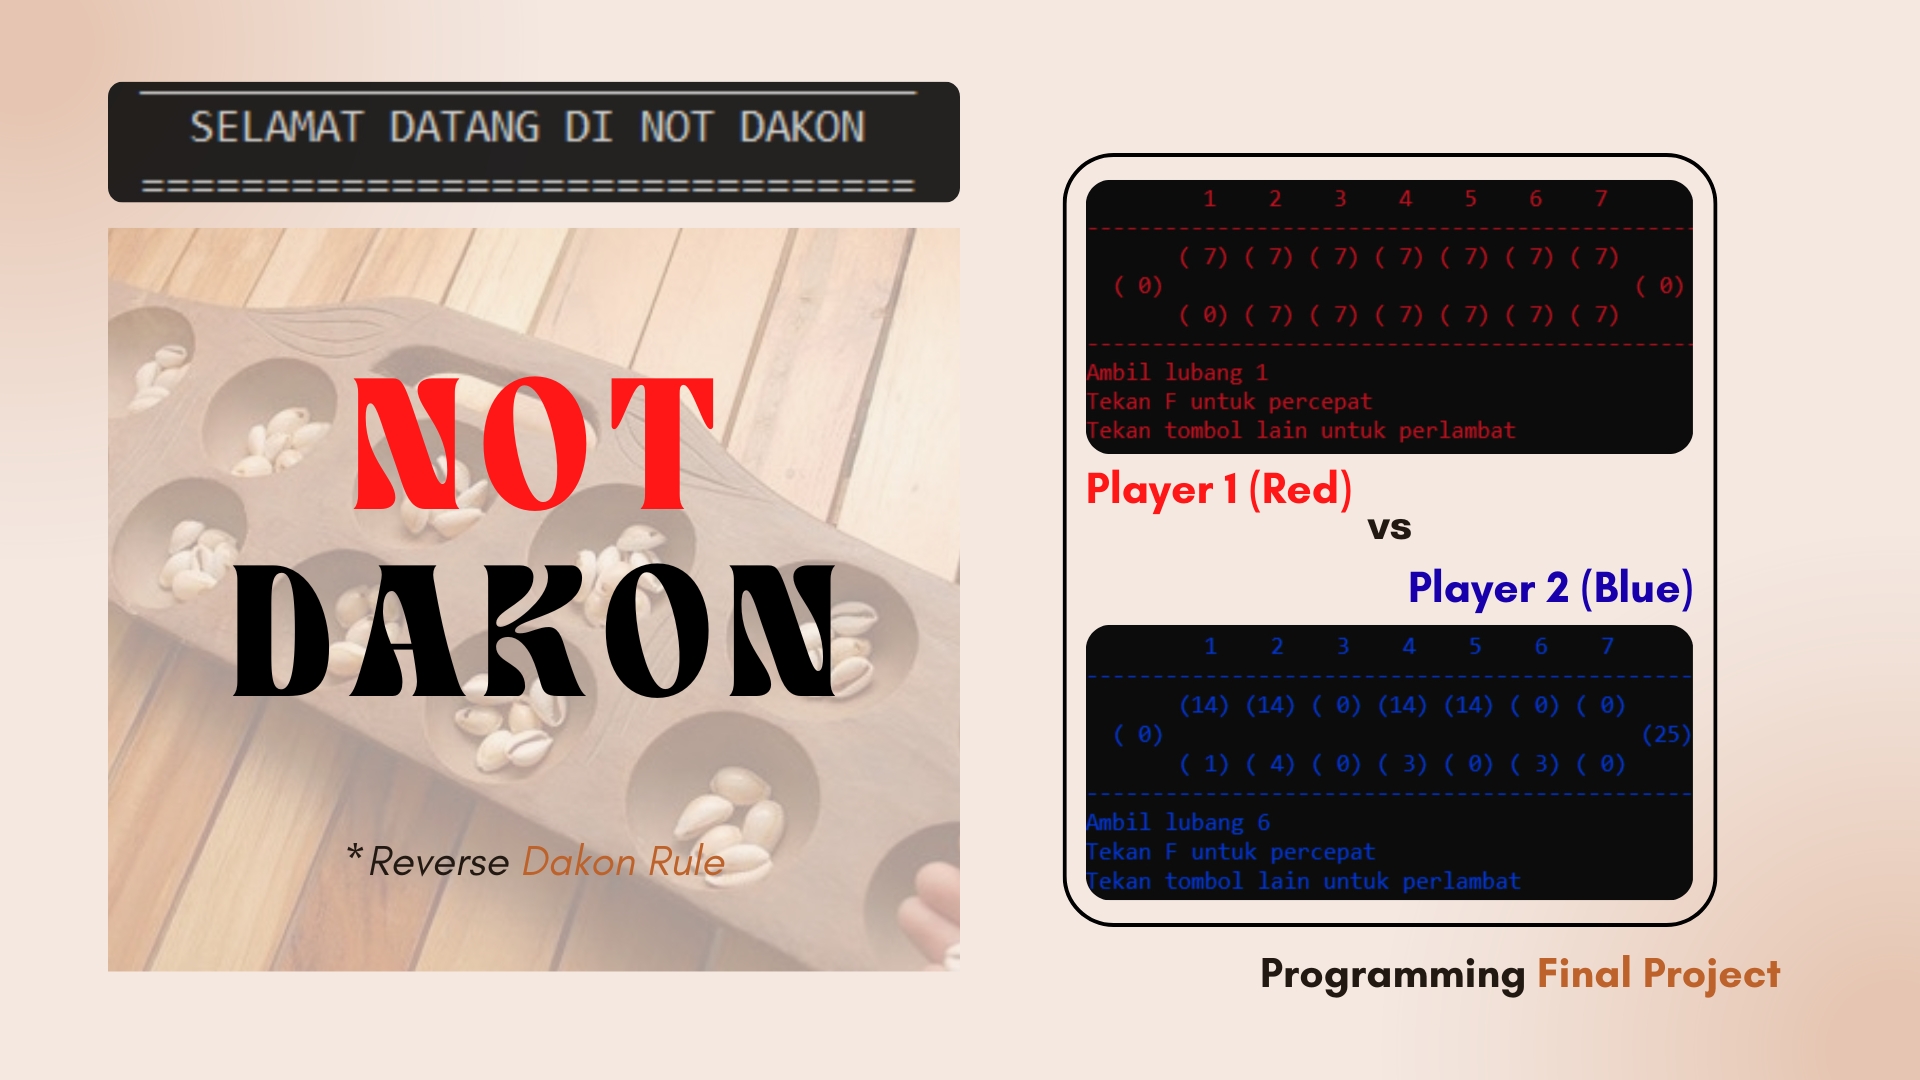 SELAMAT DATANG DI NOT DAKON
===============================
NOT
DAKON
*Reverse Dakon Rule
1 2 3 4 5 6 7
( 7) ( 7) ( 7) ( 7) ( 7) ( 7) ( 7)
( 0) ( 0)
( 0) ( 7) ( 7) ( 7) ( 7) ( 7) ( 7)
Ambil lubang 1
Tekan F untuk percepat
Tekan tombol lain untuk perlambat
Player 1 (Red)
vs
Player 2 (Blue)
1 2 3 4 5 6 7
(14) (14) ( 0) (14) (14) ( 0) ( 0)
( 0) (25)
( 1) ( 4) ( 0) ( 3) ( 0) ( 3) ( 0)
Ambil lubang 6
Tekan F untuk percepat
Tekan tombol lain untuk perlambat
Programming Final Project